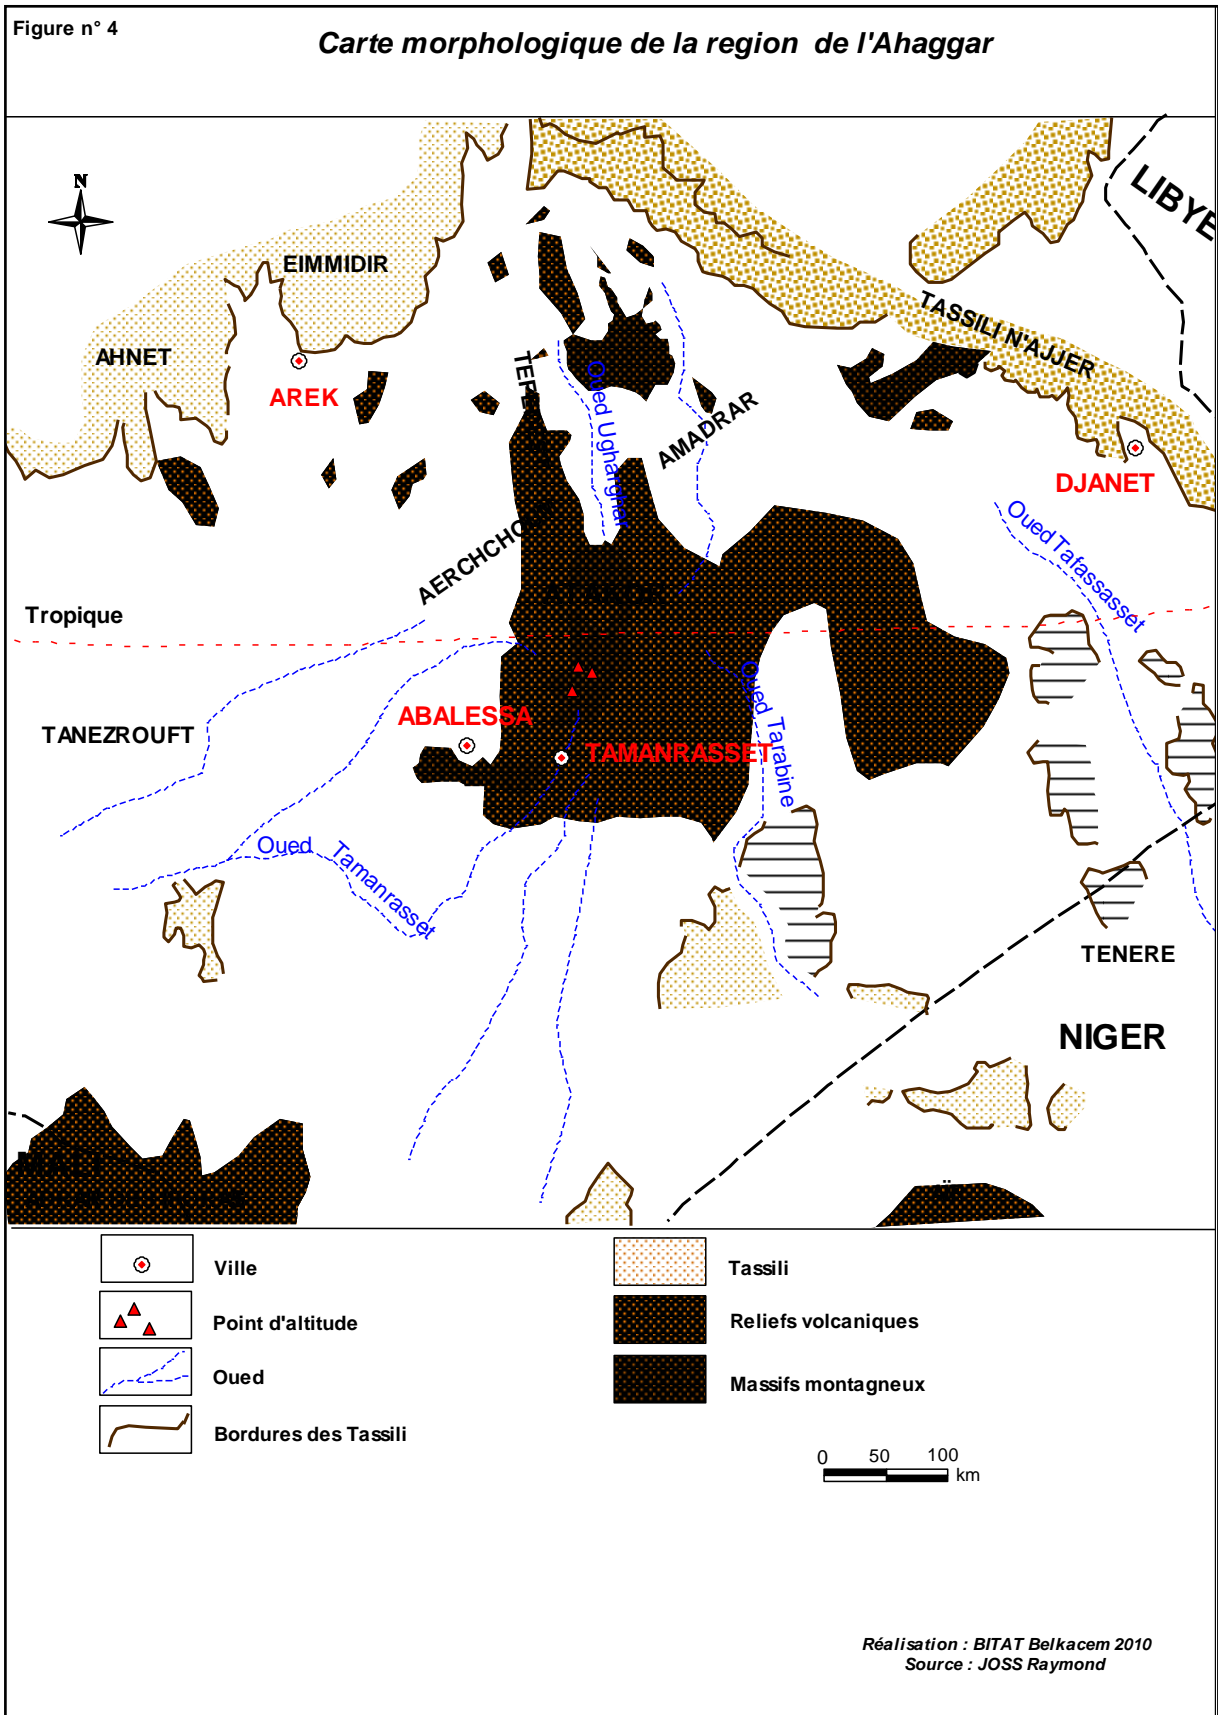 Figure n° 4
Carte morphologique de la region de l'Ahaggar
N
LIBYE
EIMMIDIR
TASSILI N'AJJER
AHNET
AREK
Oued Ugharghar
AMADRAR
DJANET
Oued Tafassasset
Tropique
TANEZROUFT
ABALESSA
TAMANRASSET
Oued Tarabine
Oued Tamanrasset
TENERE
NIGER
Ville
Tassili
Point d'altitude
Reliefs volcaniques
Oued
Massifs montagneux
Bordures des Tassili
0 50 100
km
Réalisation : BITAT Belkacem 2010
Source : JOSS Raymond